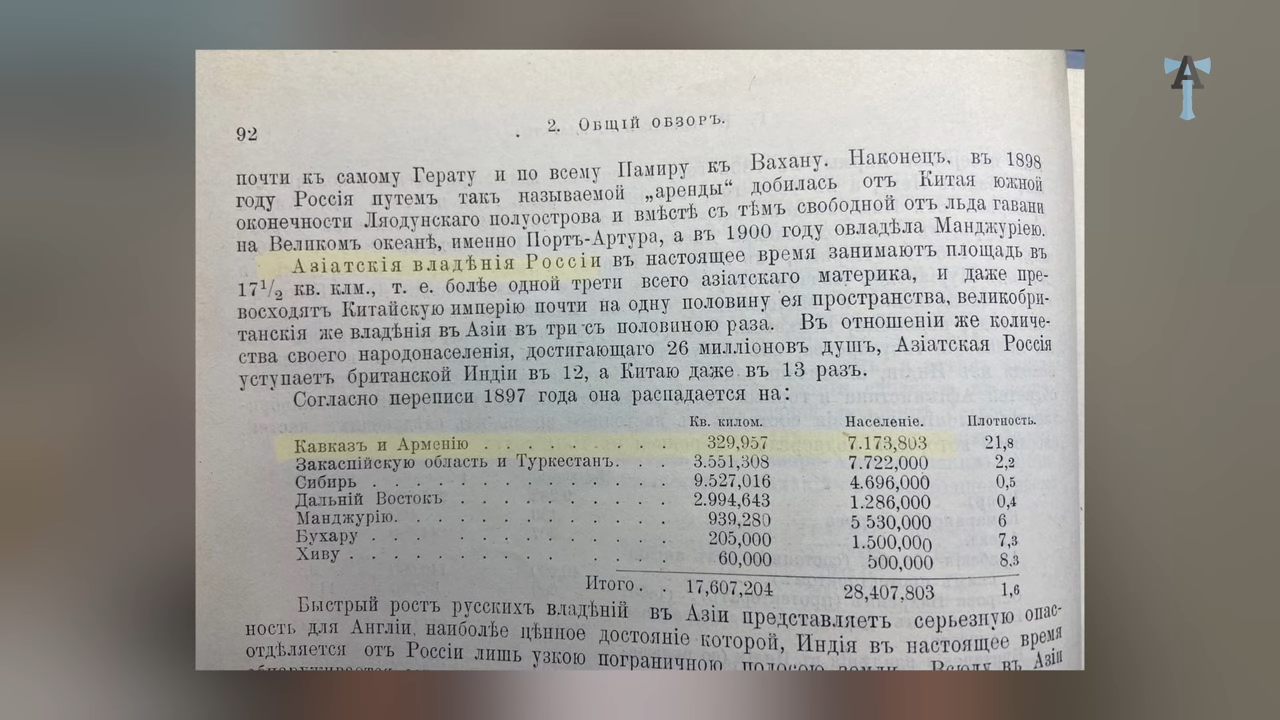 92
2. Общій обзоръ.
почти къ самому Герату и по всему Памиру къ Вахану. Наконецъ, въ 1898
году Россія путемъ такъ называемой „аренды“ добилась отъ Китая южной
оконечности Ляодунскаго полуострова и вмѣстѣ съ тѣмъ свободной отъ льда гавани
на Великомъ океанѣ, именно Портъ-Артура, а въ 1900 году овладѣла Манджуріею.
Азіатскія владѣнія Россіи въ настоящее время занимаютъ площадь въ
17¹/₂ кв. клм., т. е. болѣе одной трети всего азіатскаго материка, и даже пре-
восходятъ Китайскую имперію почти на одну половину ея пространства, великобри-
танскія же владѣнія въ Азіи въ три съ половиною раза. Въ отношеніи же количе-
ства своего народонаселенія, достигающаго 26 милліоновъ душъ, Азіатская Россія
уступаетъ британской Индіи въ 12, а Китаю даже въ 13 разъ.
Согласно переписи 1897 года она распадается на:
Кв. килом. Населеніе. Плотность.
Кавказъ и Арменію . . . . . . . . . . 329,957 7.173,803 21,8
Закаспійскую область и Туркестанъ. . . 3.551,308 7.722,000 2,2
Сибирь . . . . . . . . . . . . . 9.527,016 4.696,000 0,5
Дальній Востокъ . . . . . . . . . . 2.994,643 1.286,000 0,4
Манджурію. . . . . . . . . . . . 939,280 5 530,000 6
Бухару . . . . . . . . . . . . . 205,000 1.500,000 7,3
Хиву . . . . . . . . . . . . . 60,000 500,000 8,3
Итого. . 17,607,204 28,407,803 1,6
Быстрый ростъ русскихъ владѣній въ Азіи представляетъ серьезную опас-
ность для Англіи, наиболѣе цѣнное достояніе которой, Индія въ настоящее время
отдѣляется отъ Россіи лишь узкою пограничною полосою земли. Всюду въ Азіи